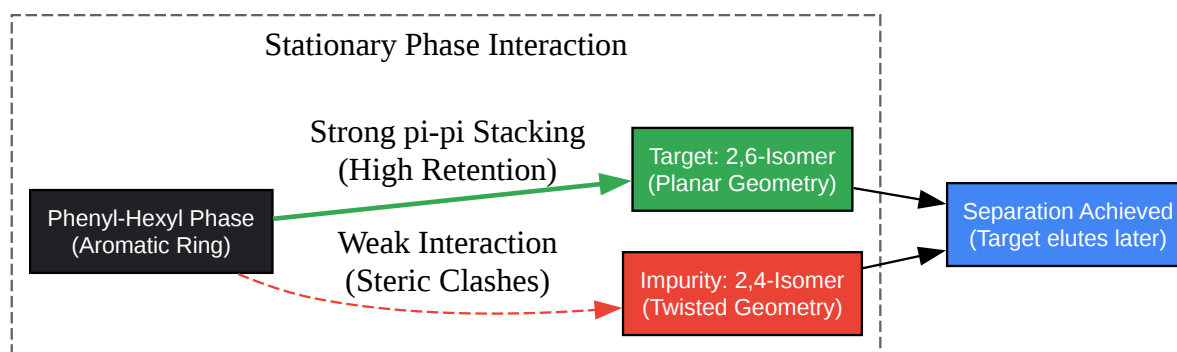 Stationary Phase Interaction
Strong pi-pi Stacking
(High Retention)
Target: 2,6-Isomer
(Planar Geometry)
Phenyl-Hexyl Phase
(Aromatic Ring)
Separation Achieved
(Target elutes later)
Weak Interaction
(Steric Clashes)
Impurity: 2,4-Isomer
(Twisted Geometry)